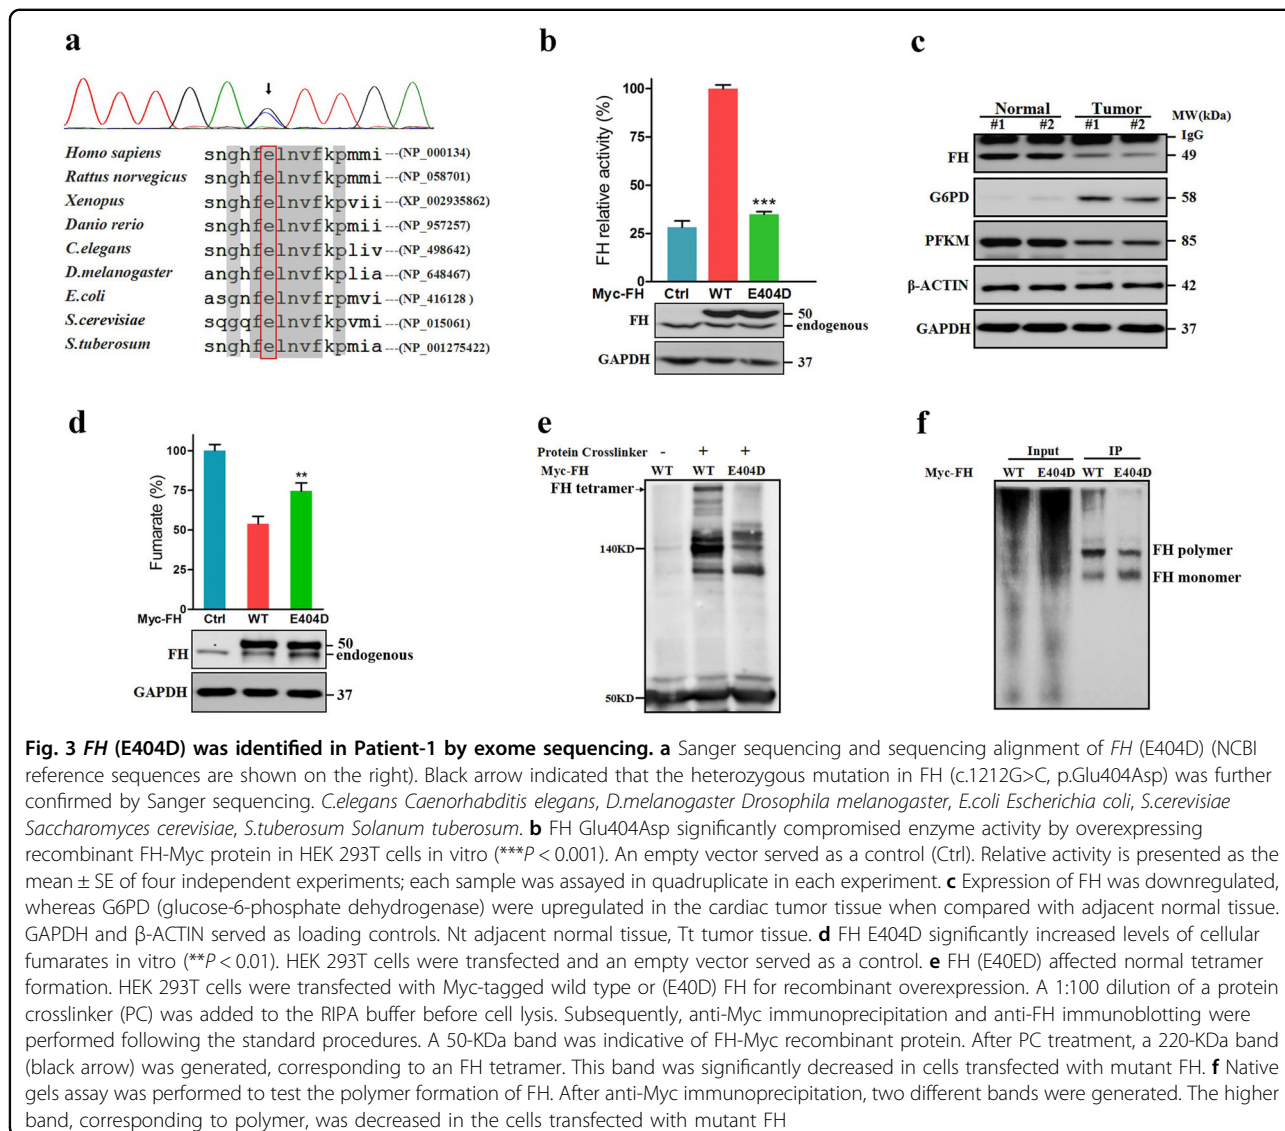 a
Homo sapiens snghfelnvfkpmmi ---(NP_000134)
Rattus norvegicus snghfelnvfkpmmi ---(NP_058701)
Xenopus snghfelnvfkpvii ---(XP_002935862)
Danio rerio snghfelnvfkpmii ---(NP_957257)
C.elegans snghfelnvfkpliv ---(NP_498642)
D.melanogaster anghfelnvfkplia ---(NP_648467)
E.coli asgnfelnvfrpmvi ---(NP_416128 )
S.cerevisiae sqgqfelnvfkpvmi ---(NP_015061)
S.tuberosum snghfelnvfkpmia ---(NP_001275422)
b
FH relative activity (%)
100
75
50
25
0
***
Myc-FH Ctrl WT E404D
FH 50
endogenous
GAPDH 37
c
Normal Tumor MW(kDa)
#1 #2 #1 #2 IgG
FH 49
G6PD 58
PFKM 85
β-ACTIN 42
GAPDH 37
d
Fumarate (%)
100
75
50
25
0
**
Myc-FH Ctrl WT E404D
FH 50
endogenous
GAPDH 37
e
Protein Crosslinker - + +
Myc-FH WT WT E404D
FH tetramer
140KD
50KD
f
Input IP
Myc-FH WT E404D WT E404D
FH polymer
FH monomer
Fig. 3 FH (E404D) was identified in Patient-1 by exome sequencing. a Sanger sequencing and sequencing alignment of FH (E404D) (NCBI
reference sequences are shown on the right). Black arrow indicated that the heterozygous mutation in FH (c.1212G>C, p.Glu404Asp) was further
confirmed by Sanger sequencing. C.elegans Caenorhabditis elegans, D.melanogaster Drosophila melanogaster, E.coli Escherichia coli, S.cerevisiae
Saccharomyces cerevisiae, S.tuberosum Solanum tuberosum. b FH Glu404Asp significantly compromised enzyme activity by overexpressing
recombinant FH-Myc protein in HEK 293T cells in vitro (***P < 0.001). An empty vector served as a control (Ctrl). Relative activity is presented as the
mean ± SE of four independent experiments; each sample was assayed in quadruplicate in each experiment. c Expression of FH was downregulated,
whereas G6PD (glucose-6-phosphate dehydrogenase) were upregulated in the cardiac tumor tissue when compared with adjacent normal tissue.
GAPDH and β-ACTIN served as loading controls. Nt adjacent normal tissue, Tt tumor tissue. d FH E404D significantly increased levels of cellular
fumarates in vitro (**P < 0.01). HEK 293T cells were transfected and an empty vector served as a control. e FH (E40ED) affected normal tetramer
formation. HEK 293T cells were transfected with Myc-tagged wild type or (E40D) FH for recombinant overexpression. A 1:100 dilution of a protein
crosslinker (PC) was added to the RIPA buffer before cell lysis. Subsequently, anti-Myc immunoprecipitation and anti-FH immunoblotting were
performed following the standard procedures. A 50-KDa band was indicative of FH-Myc recombinant protein. After PC treatment, a 220-KDa band
(black arrow) was generated, corresponding to an FH tetramer. This band was significantly decreased in cells transfected with mutant FH. f Native
gels assay was performed to test the polymer formation of FH. After anti-Myc immunoprecipitation, two different bands were generated. The higher
band, corresponding to polymer, was decreased in the cells transfected with mutant FH